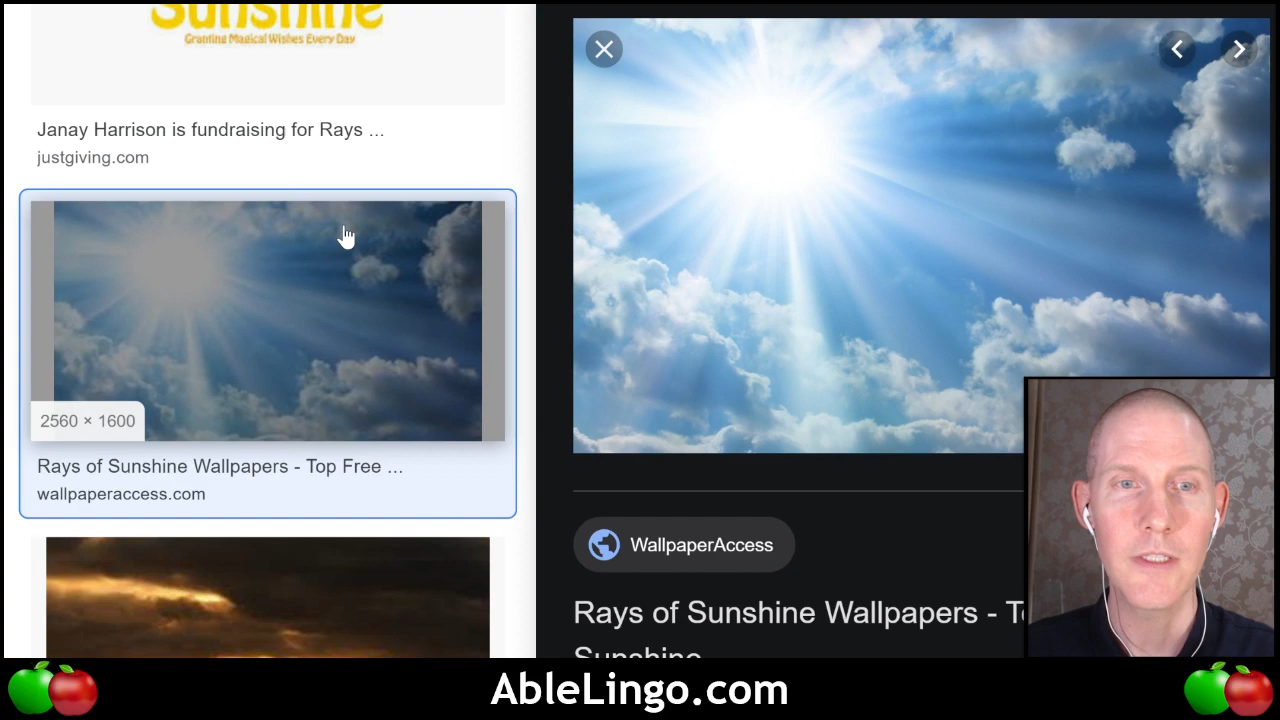 Sunshine
Granting Magical Wishes Every Day
Janay Harrison is fundraising for Rays ...
justgiving.com
2560 × 1600
Rays of Sunshine Wallpapers - Top Free ...
wallpaperaccess.com
WallpaperAccess
Rays of Sunshine Wallpapers - T
Sunshine
AbleLingo.com